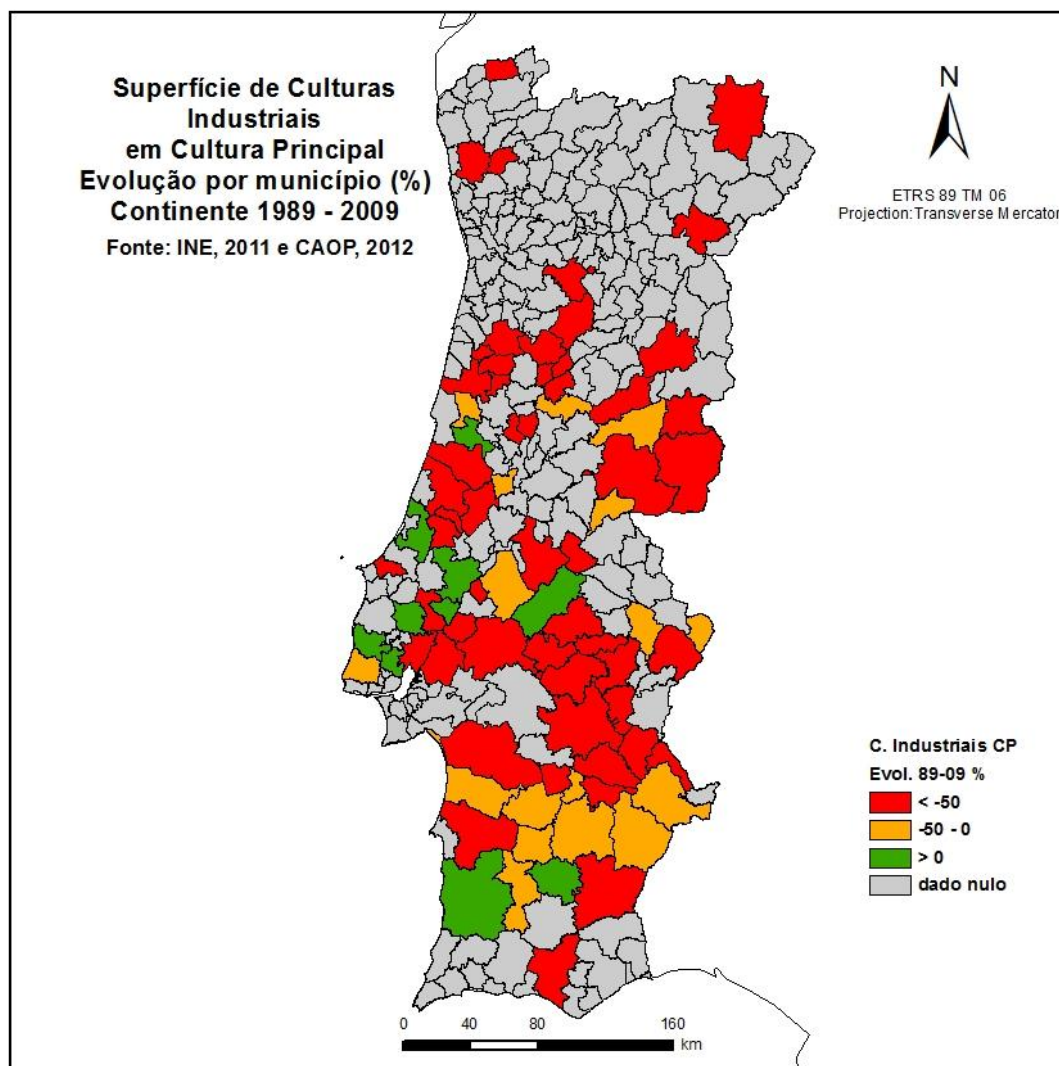 Superfície de Culturas
Industriais
em Cultura Principal
Evolução por município (%)
Continente 1989 - 2009
Fonte: INE, 2011 e CAOP, 2012
N
ETRS 89 TM 06
Projection:Transverse Mercator
C. Industriais CP
Evol. 89-09 %
< -50
-50 - 0
> 0
dado nulo
0 40 80 160
km